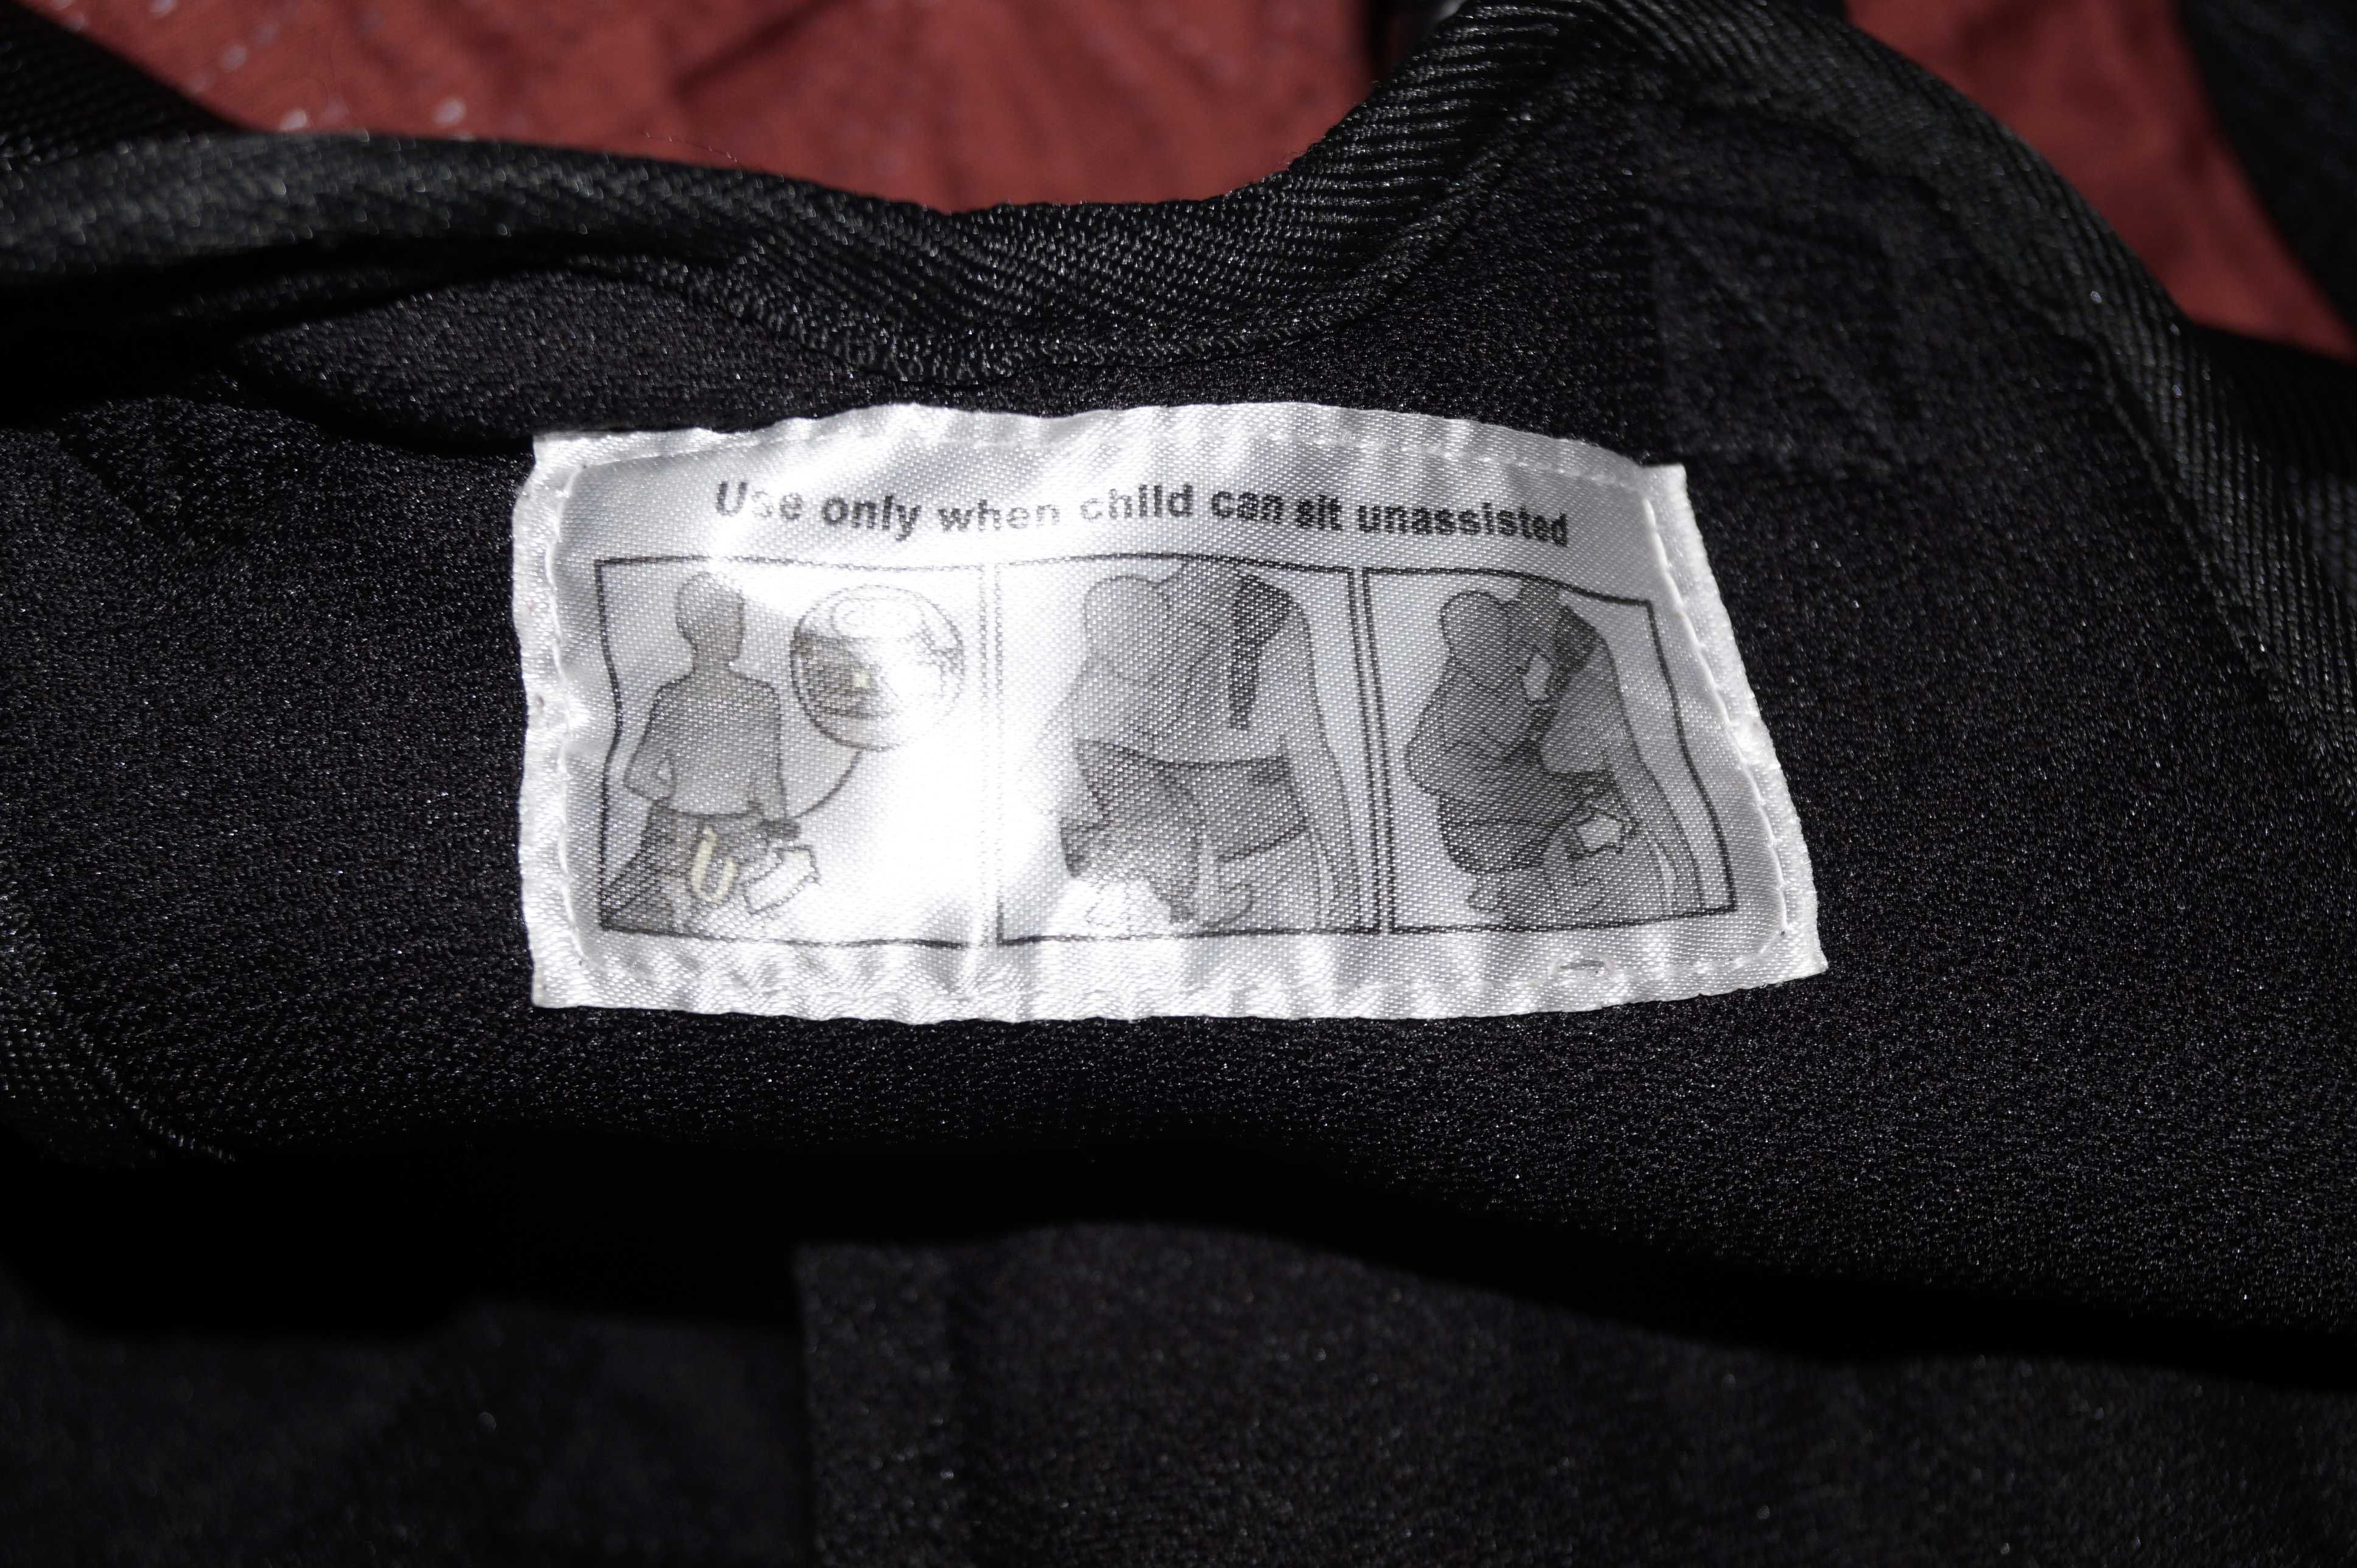 Use only when child can sit unassisted